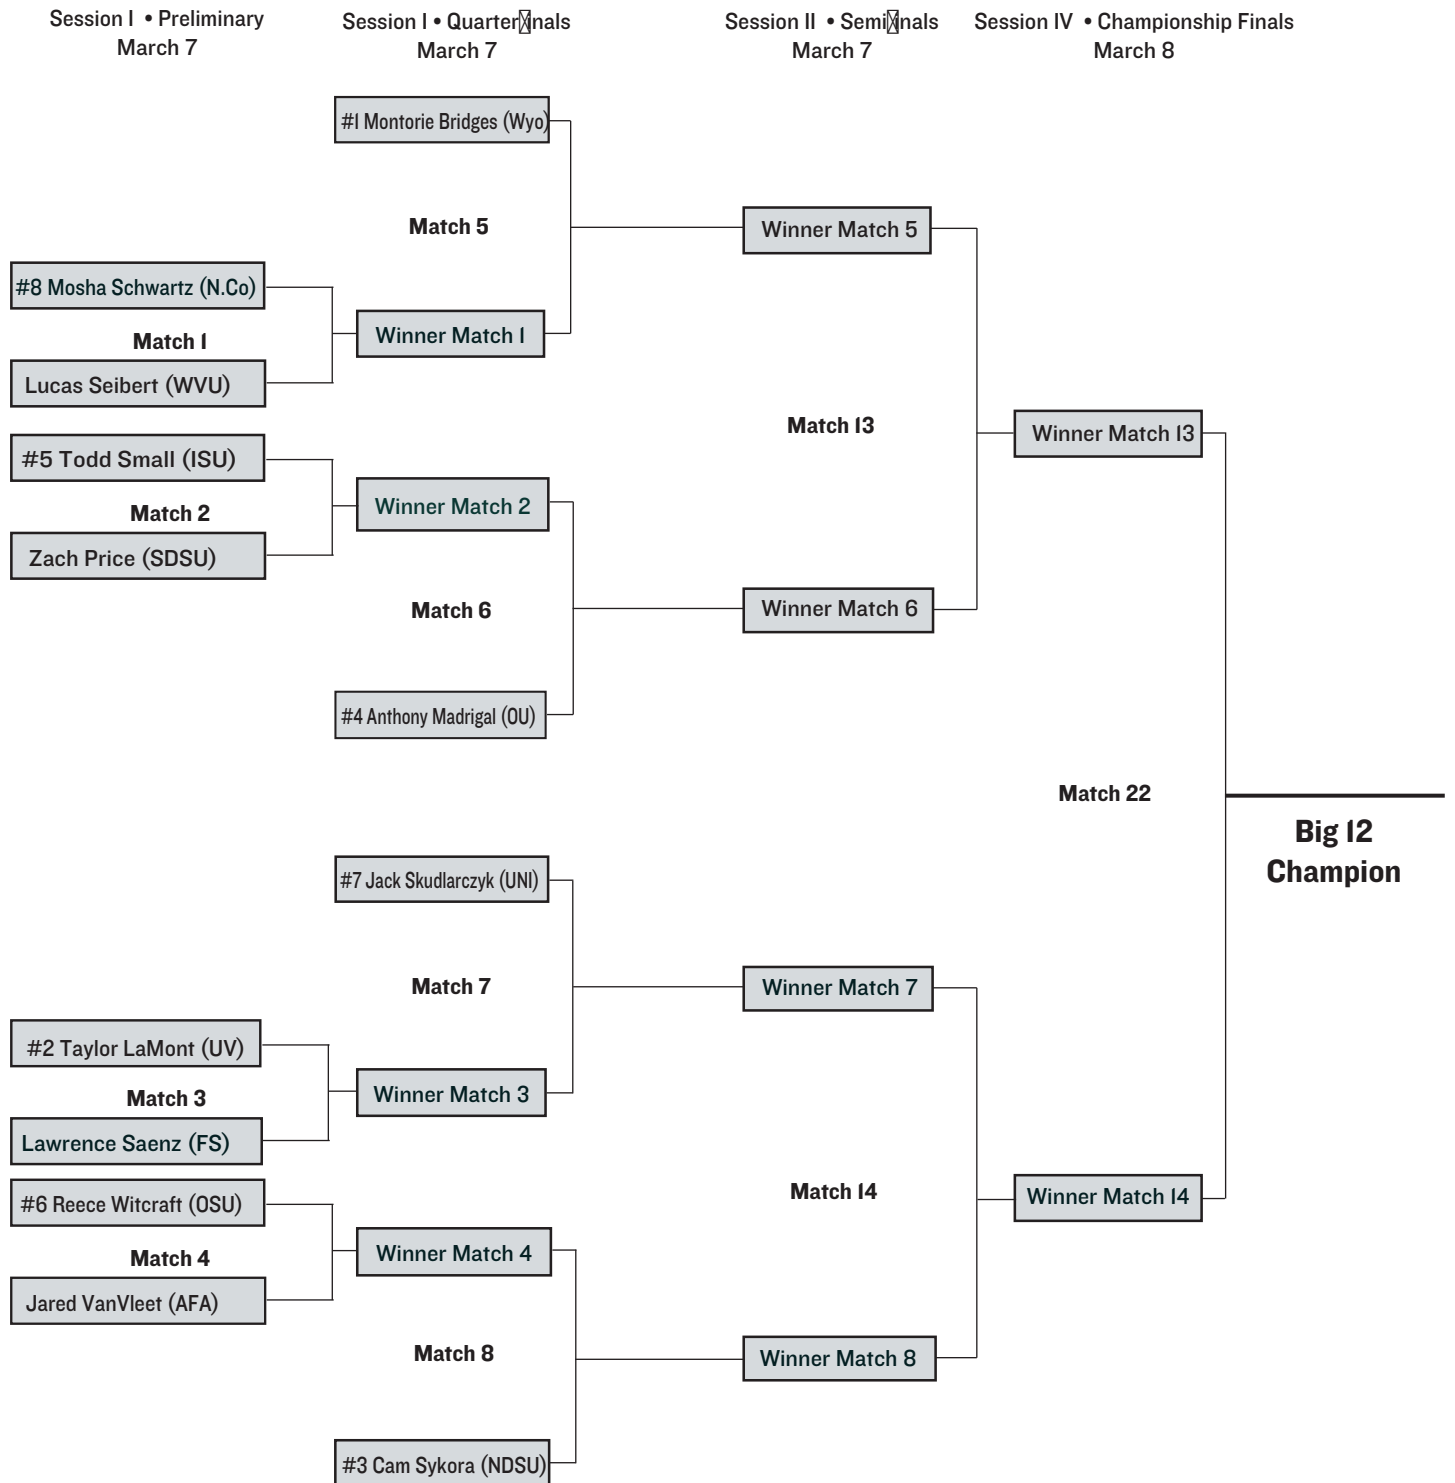 Session I • Preliminary
March 7
Session I • Quarterfinals
March 7
Session II • Semifinals
March 7
Session IV • Championship Finals
March 8
#1 Montorie Bridges (Wyo)
Match 5
Winner Match 5
#8 Mosha Schwartz (N.Co)
Match 1
Winner Match 1
Lucas Seibert (WVU)
Match 13
Winner Match 13
#5 Todd Small (ISU)
Match 2
Winner Match 2
Zach Price (SDSU)
Match 6
Winner Match 6
#4 Anthony Madrigal (OU)
Match 22
Big 12
Champion
#7 Jack Skudlarczyk (UNI)
Match 7
Winner Match 7
#2 Taylor LaMont (UV)
Match 3
Winner Match 3
Lawrence Saenz (FS)
#6 Reece Witcraft (OSU)
Match 14
Winner Match 14
Match 4
Winner Match 4
Jared VanVleet (AFA)
Match 8
Winner Match 8
#3 Cam Sykora (NDSU)